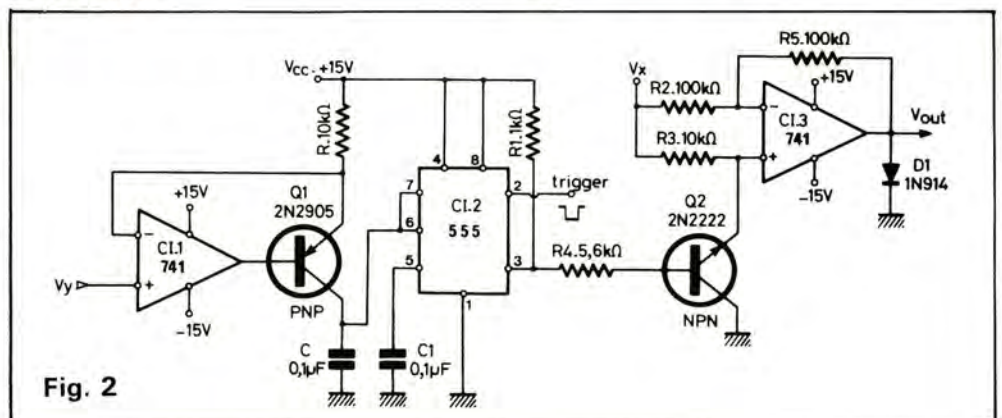 Vcc +15V
R.10kΩ
R1.1kΩ
Vy
+15V
−
CI.1
741
+
−15V
Q1
2N2905
PNP
4
8
7
6
5
CI.2
555
2
3
1
trigger
R4.5,6kΩ
C
0,1μF
C1
0,1μF
Vx
R2.100kΩ
R3.10kΩ
R5.100kΩ
+15V
−
CI.3
741
+
−15V
Vout
D1
1N914
Q2
2N2222
NPN
Fig. 2